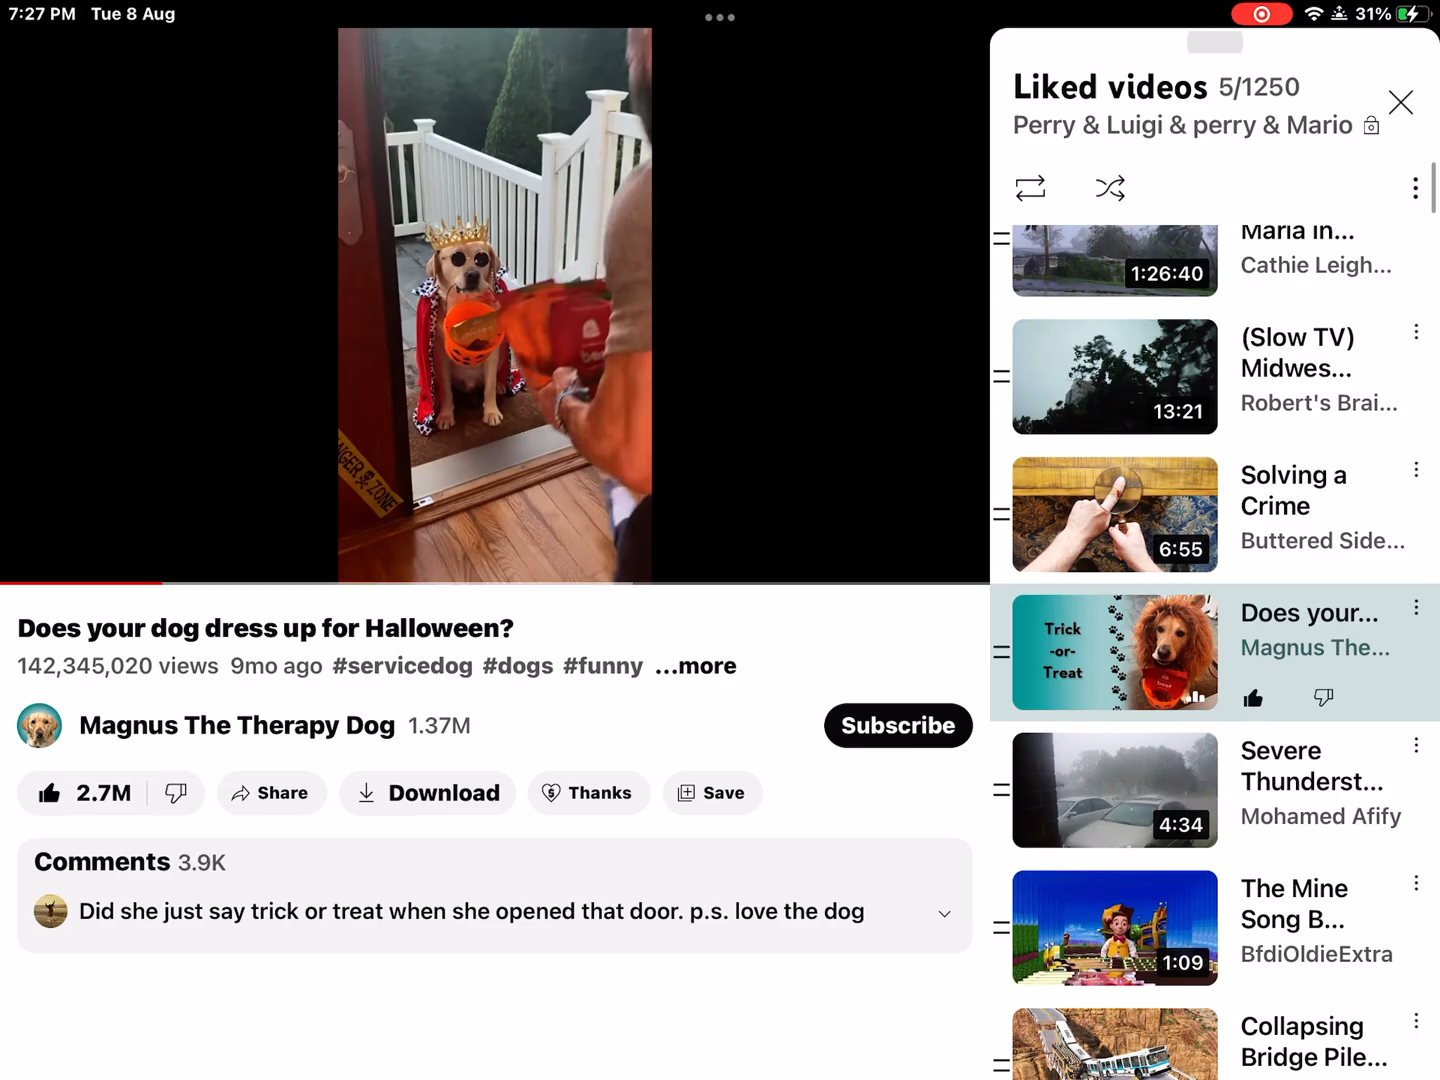 7:27 PM Tue 8 Aug
31%
NGER ZONE
Does your dog dress up for Halloween?
142,345,020 views 9mo ago #servicedog #dogs #funny ...more
Magnus The Therapy Dog 1.37M
Subscribe
2.7M
Share
Download
Thanks
Save
Comments 3.9K
Did she just say trick or treat when she opened that door. p.s. love the dog
Liked videos 5/1250
Perry & Luigi & perry & Mario
Maria in...
Cathie Leigh...
1:26:40
(Slow TV)
Midwes...
Robert's Brai...
13:21
Solving a
Crime
Buttered Side...
6:55
Trick
-or-
Treat
Does your...
Magnus The...
Severe
Thunderst...
Mohamed Afify
4:34
The Mine
Song B...
BfdiOldieExtra
1:09
Collapsing
Bridge Pile...